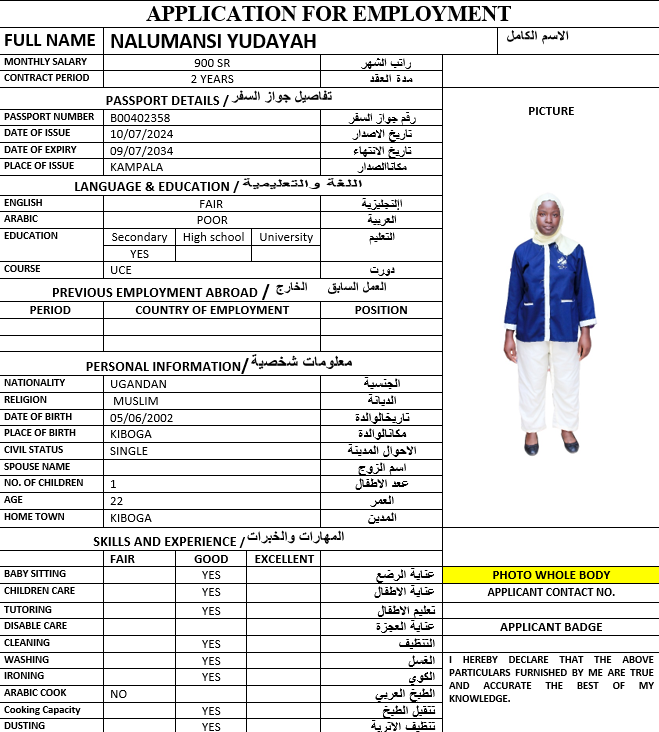 APPLICATION FOR EMPLOYMENT
FULL NAME NALUMANSI YUDAYAH الاسم الكامل
MONTHLY SALARY 900 SR راتب الشهر
CONTRACT PERIOD 2 YEARS مدة العقد
PASSPORT DETAILS / تفاصيل جواز السفر
PICTURE
PASSPORT NUMBER B00402358 رقم جواز السفر
DATE OF ISSUE 10/07/2024 تاريخ الاصدار
DATE OF EXPIRY 09/07/2034 تاريخ الانتهاء
PLACE OF ISSUE KAMPALA مكاناالصدار
LANGUAGE & EDUCATION / اللغة والتعليمية
ENGLISH FAIR اإلنجليزية
ARABIC POOR العربية
EDUCATION Secondary High school University التعليم
YES
COURSE UCE دورت
PREVIOUS EMPLOYMENT ABROAD / العمل السابق الخارج
PERIOD COUNTRY OF EMPLOYMENT POSITION
PERSONAL INFORMATION/ معلومات شخصية
NATIONALITY UGANDAN الجنسية
RELIGION MUSLIM الديانة
DATE OF BIRTH 05/06/2002 تاريخالوالدة
PLACE OF BIRTH KIBOGA مكانالوالدة
CIVIL STATUS SINGLE الاحوال المدينة
SPOUSE NAME اسم الزوج
NO. OF CHILDREN 1 عدد الاطفال
AGE 22 العمر
HOME TOWN KIBOGA المدين
SKILLS AND EXPERIENCE / المهارات والخبرات
FAIR GOOD EXCELLENT
BABY SITTING YES عناية الرضع
PHOTO WHOLE BODY
CHILDREN CARE YES عناية الاطفال
APPLICANT CONTACT NO.
TUTORING YES تعليم الاطفال
DISABLE CARE عناية العجزة
APPLICANT BADGE
CLEANING YES التنظيف
WASHING YES الغسل
IRONING YES الكوي
ARABIC COOK NO الطبخ العربي
Cooking Capacity YES تتقبل الطبخ
DUSTING YES تنظيف الاتربة
I HEREBY DECLARE THAT THE ABOVE
PARTICULARS FURNISHED BY ME ARE TRUE
AND ACCURATE THE BEST OF MY
KNOWLEDGE.